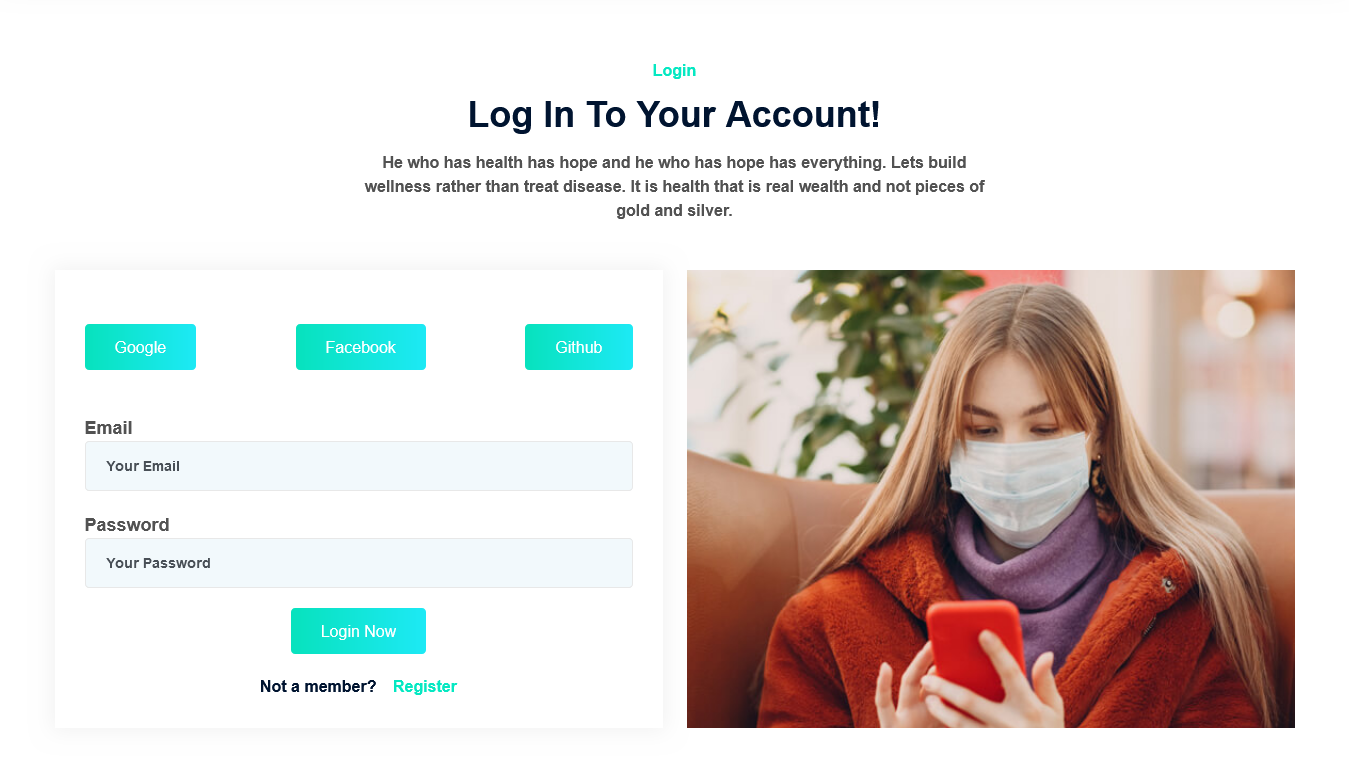 Login
Log In To Your Account!
He who has health has hope and he who has hope has everything. Lets build
wellness rather than treat disease. It is health that is real wealth and not pieces of
gold and silver.
Google
Facebook
Github
Email
Your Email
Password
Your Password
Login Now
Not a member? Register